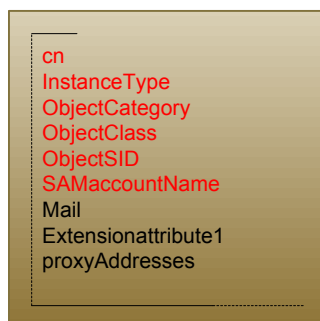 cn
InstanceType
ObjectCategory
ObjectClass
ObjectSID
SAMaccountName
Mail
Extensionattribute1
proxyAddresses